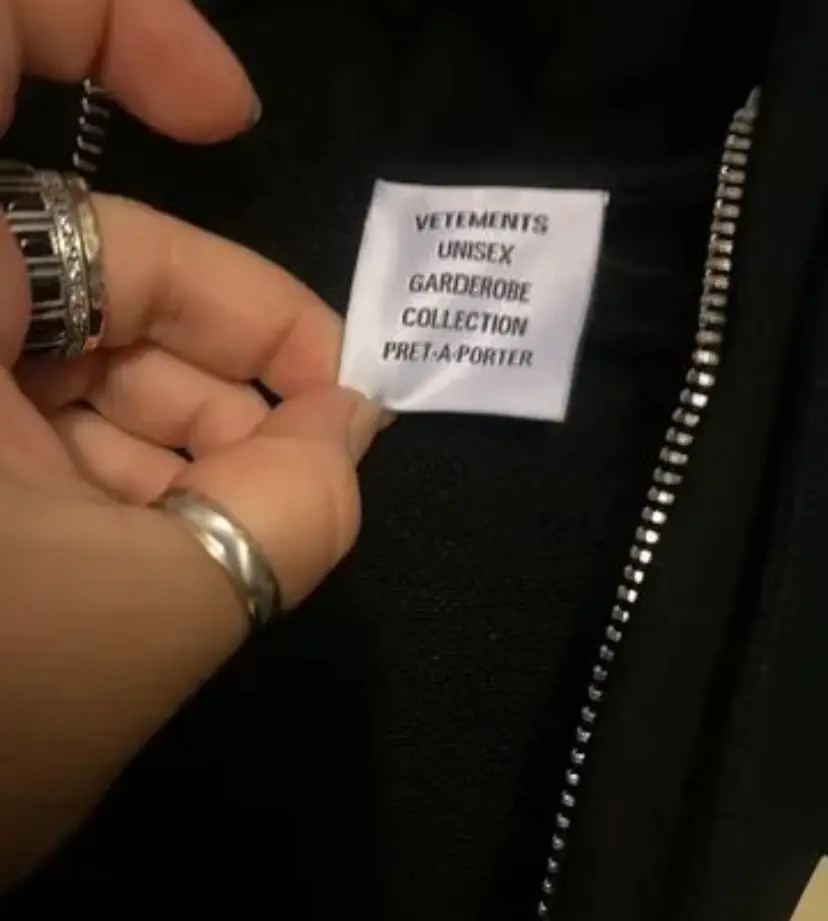 VETEMENTS
UNISEX
GARDEROBE
COLLECTION
PRET-A-PORTER